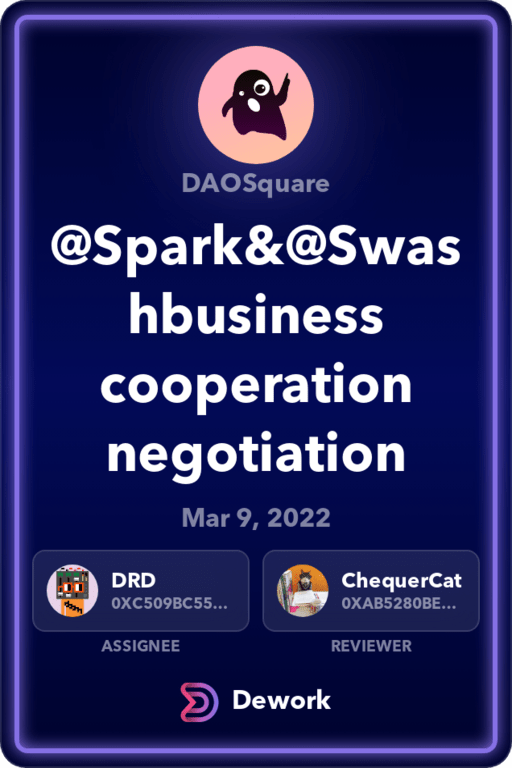 DAOSquare
@Spark&@Swas
hbusiness
cooperation
negotiation
Mar 9, 2022
DRD
0XC509BC55...
ASSIGNEE
ChequerCat
0XAB5280BE...
REVIEWER
Dework